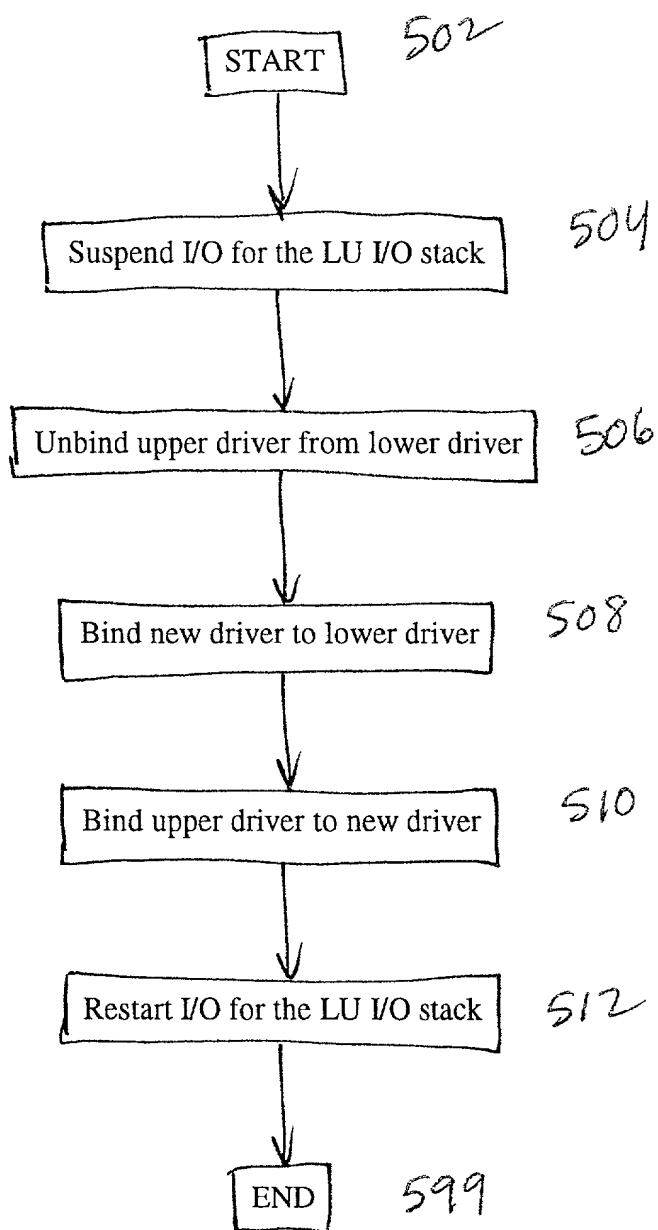 START 502
Suspend I/O for the LU I/O stack 504
Unbind upper driver from lower driver 506
Bind new driver to lower driver 508
Bind upper driver to new driver 510
Restart I/O for the LU I/O stack 512
END 599